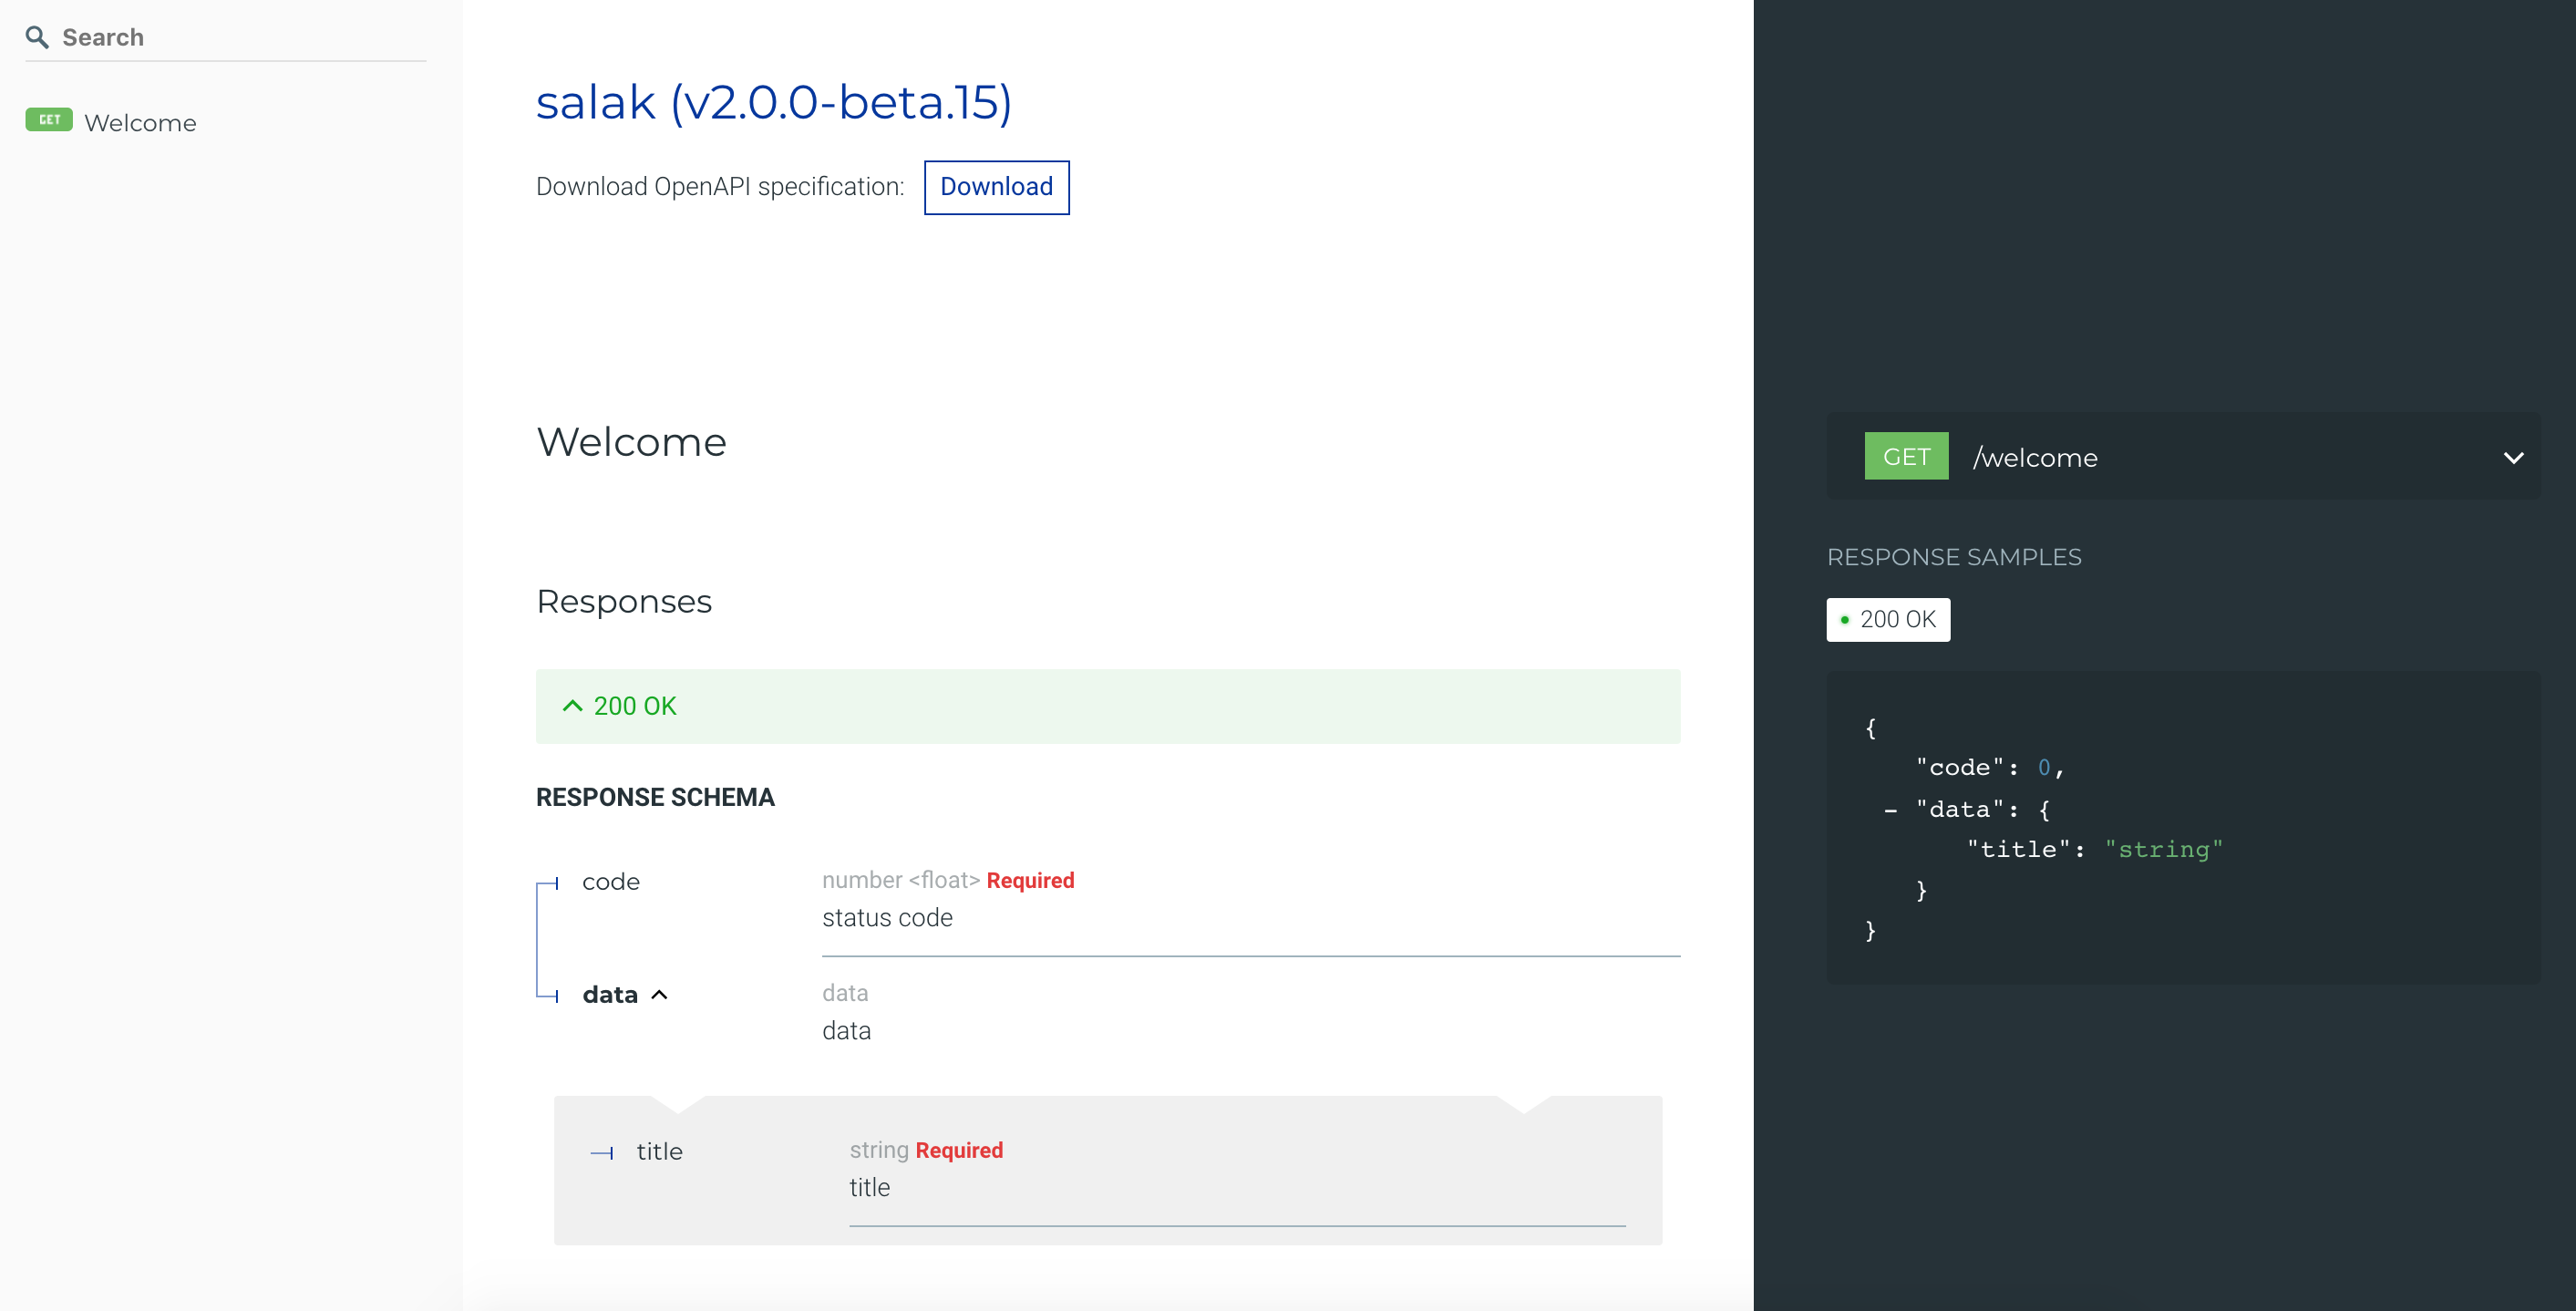 Search
GET Welcome
salak (v2.0.0-beta.15)
Download OpenAPI specification: Download
Welcome
Responses
200 OK
RESPONSE SCHEMA
code number <float> Required
status code
data data
data
title string Required
title
GET /welcome
RESPONSE SAMPLES
200 OK
{
"code": 0,
- "data": {
"title": "string"
}
}